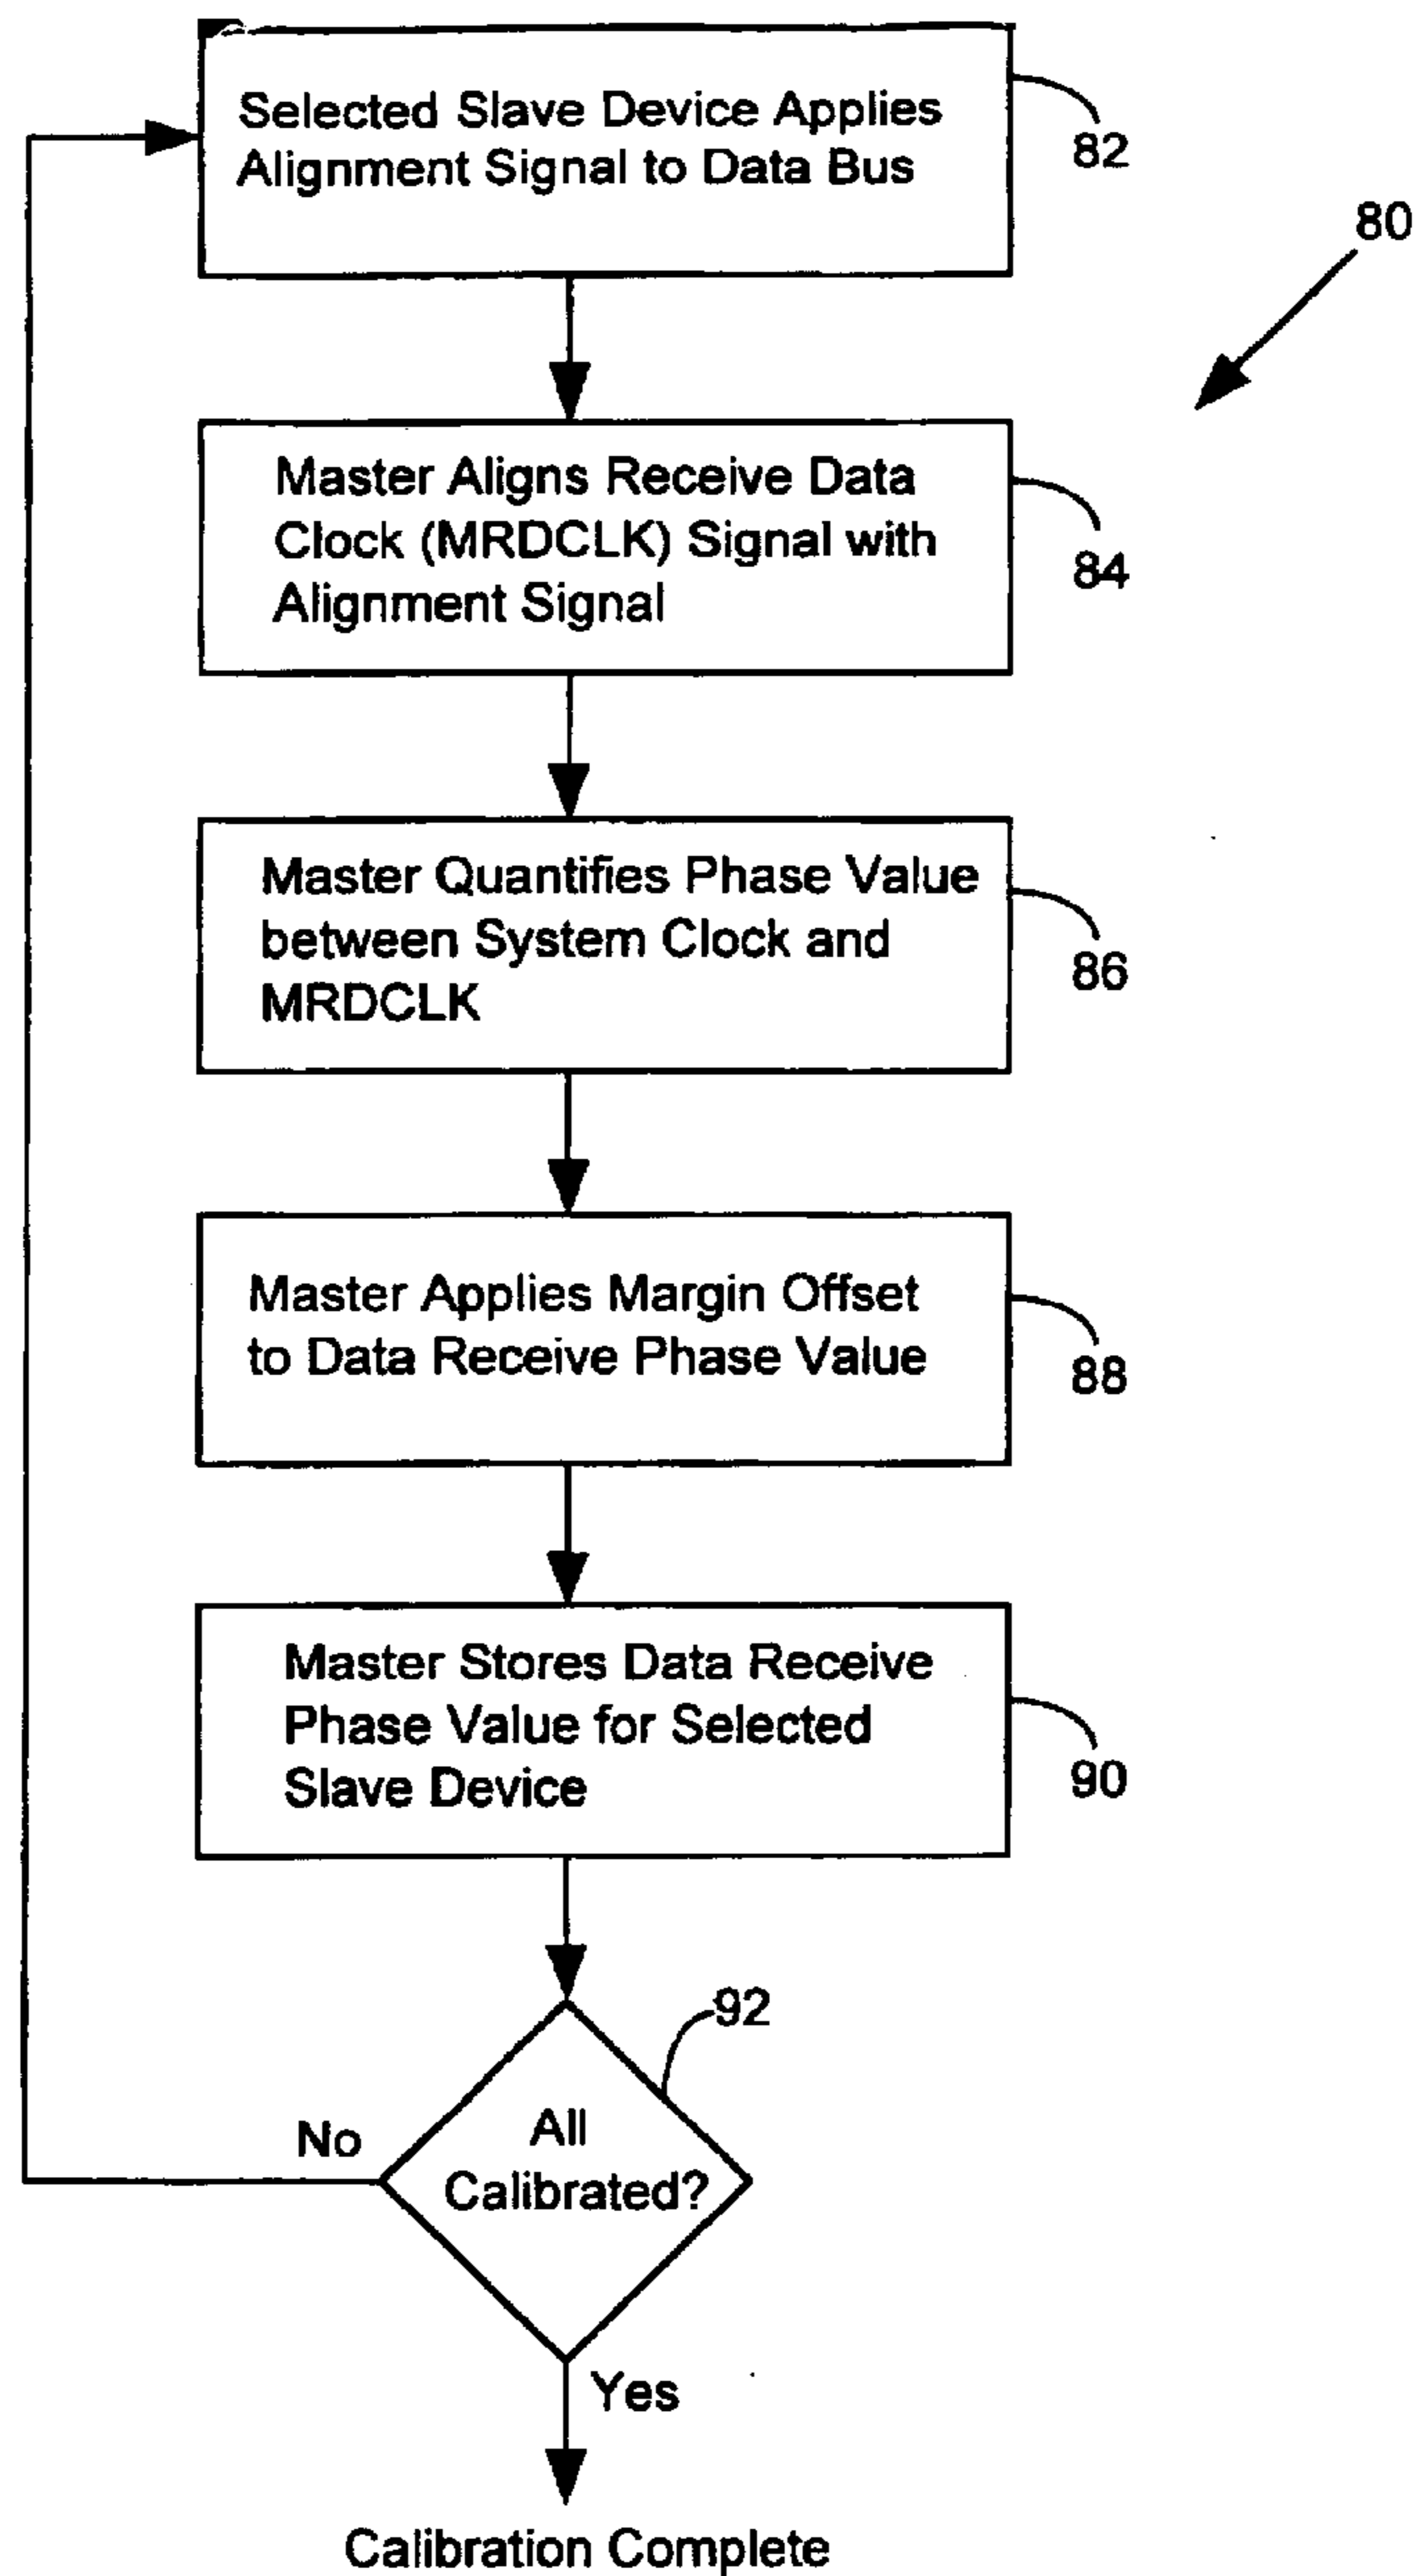 Selected Slave Device Applies
Alignment Signal to Data Bus
82
80
Master Aligns Receive Data
Clock (MRDCLK) Signal with
Alignment Signal
84
Master Quantifies Phase Value
between System Clock and
MRDCLK
86
Master Applies Margin Offset
to Data Receive Phase Value
88
Master Stores Data Receive
Phase Value for Selected
Slave Device
90
92
All
Calibrated?
No
Yes
Calibration Complete